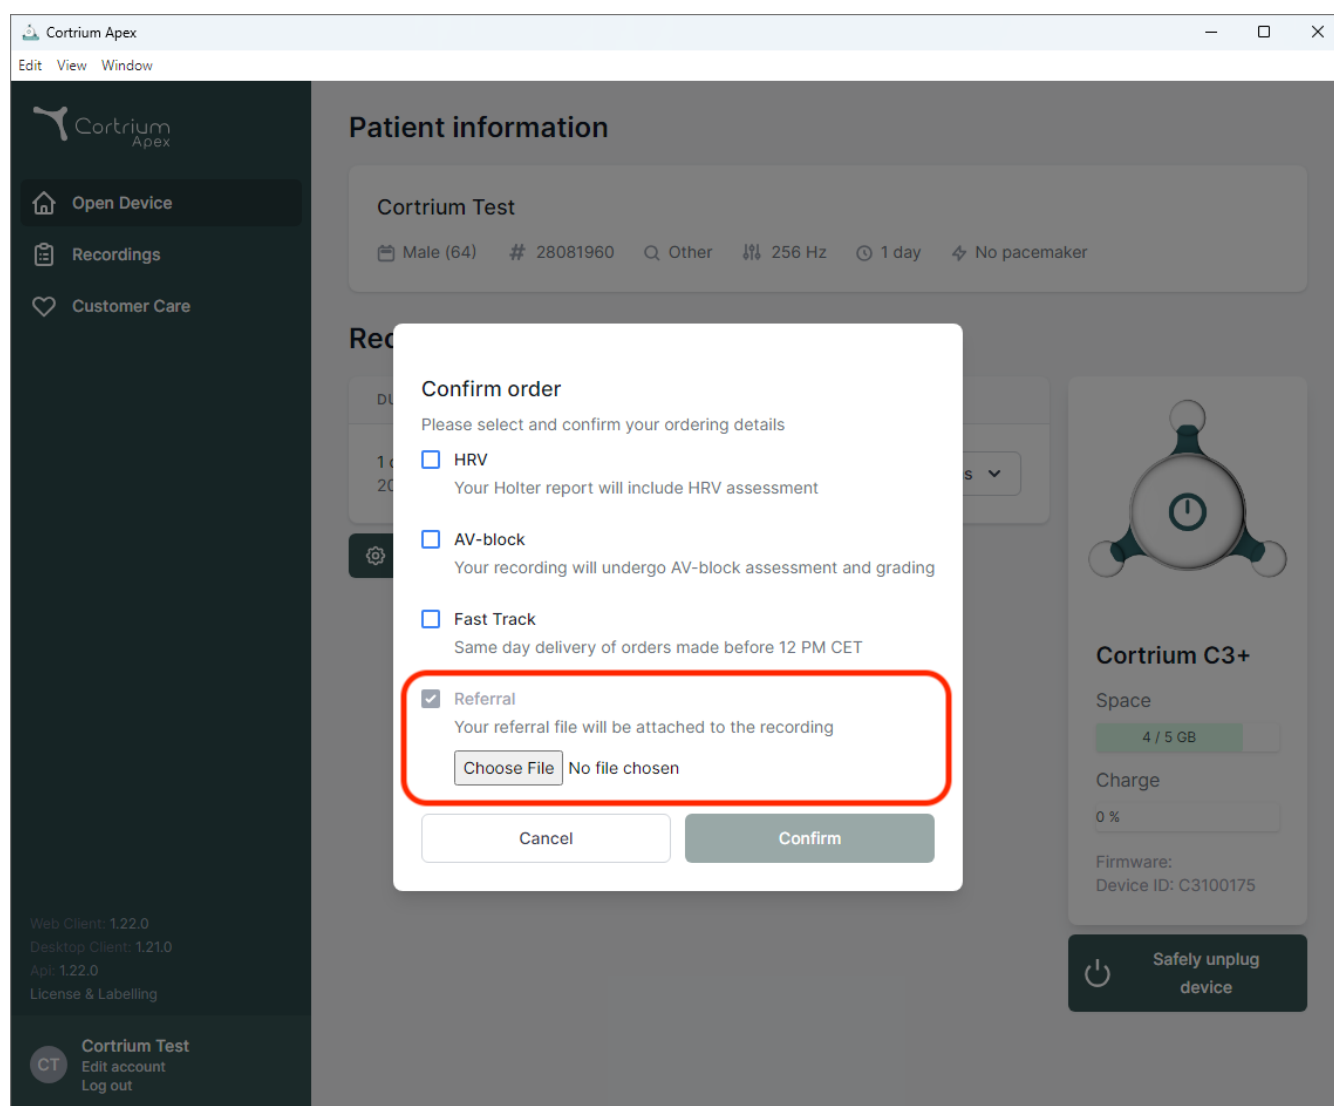 Cortrium Apex
Edit View Window
Cortrium
Apex
Open Device
Recordings
Customer Care
Web Client: 1.22.0
Desktop Client: 1.21.0
Api: 1.22.0
License & Labelling
CT
Cortrium Test
Edit account
Log out
Patient information
Cortrium Test
Male (64) # 28081960 Other 256 Hz 1 day No pacemaker
Rec
DU
1 d
20
s
Confirm order
Please select and confirm your ordering details
HRV
Your Holter report will include HRV assessment
AV-block
Your recording will undergo AV-block assessment and grading
Fast Track
Same day delivery of orders made before 12 PM CET
Referral
Your referral file will be attached to the recording
Choose File No file chosen
Cancel Confirm
Cortrium C3+
Space
4 / 5 GB
Charge
0 %
Firmware:
Device ID: C3100175
Safely unplug
device